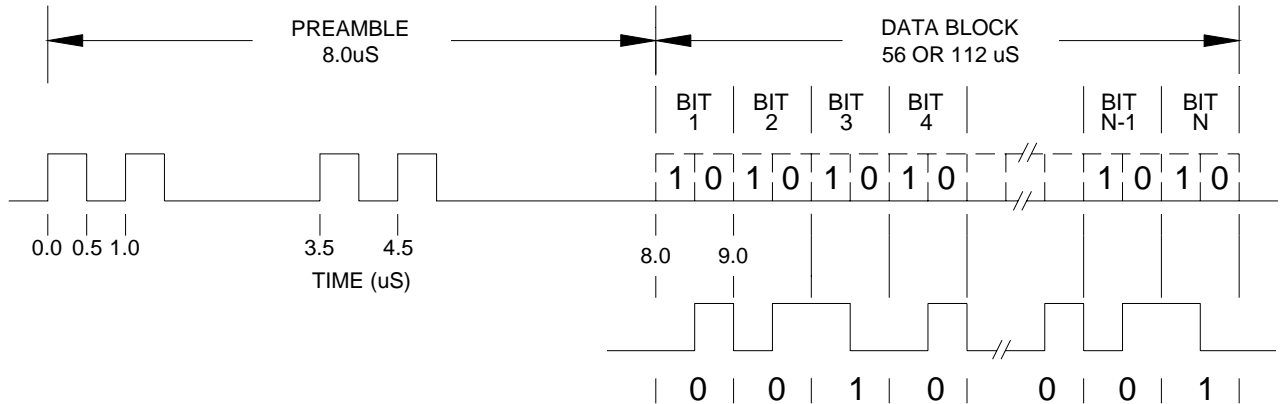 PREAMBLE
8.0uS
DATA BLOCK
56 OR 112 uS
BIT 1
BIT 2
BIT 3
BIT 4
BIT N-1
BIT N
1 0 1 0 1 0 1 0 1 0 1 0
0.0 0.5 1.0 3.5 4.5 8.0 9.0
TIME (uS)
0 0 1 0 0 0 1